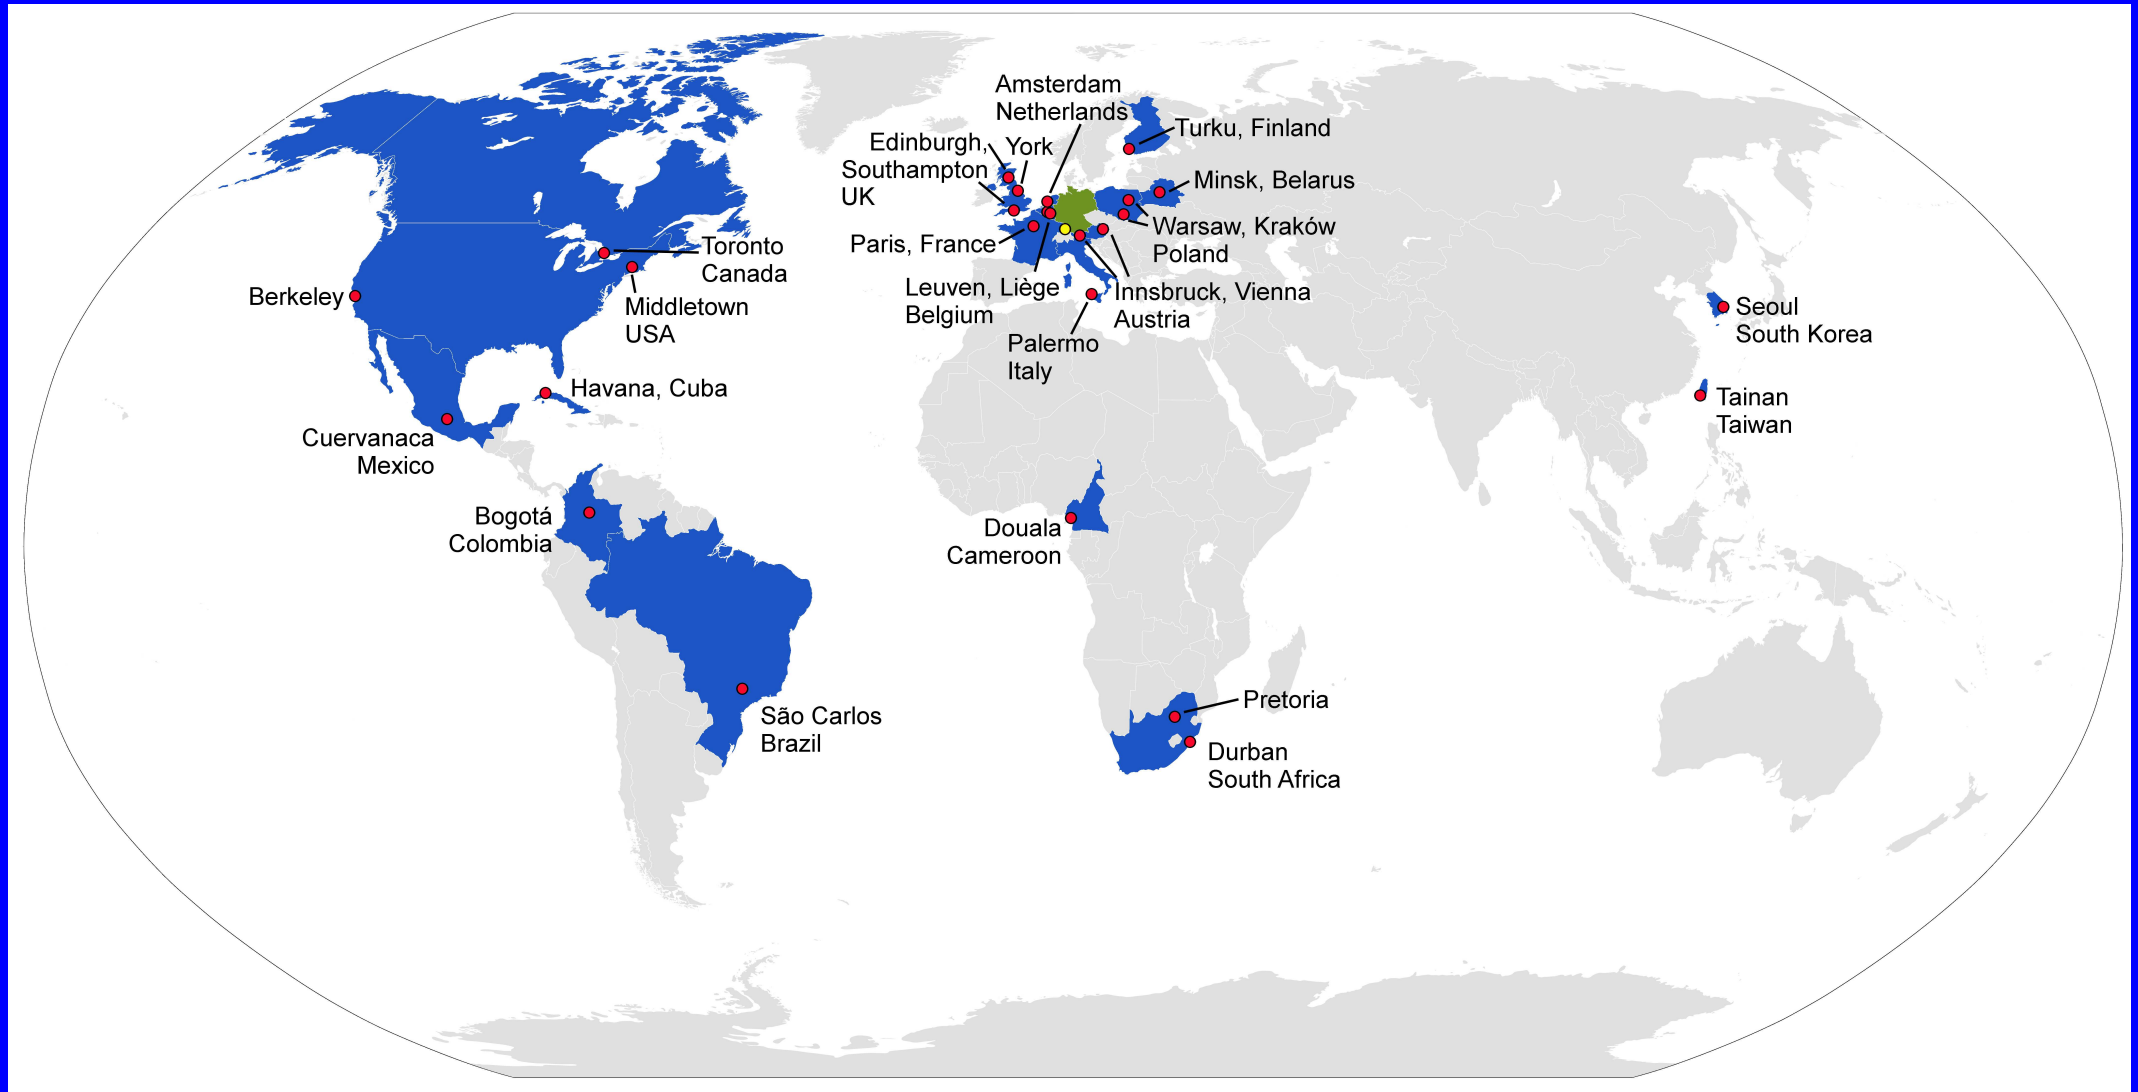 Amsterdam
Netherlands
Turku, Finland
Edinburgh,
Southampton
UK
York
Minsk, Belarus
Warsaw, Kraków
Poland
Paris, France
Toronto
Canada
Leuven, Liège
Belgium
Innsbruck, Vienna
Austria
Berkeley
Middletown
USA
Seoul
South Korea
Palermo
Italy
Havana, Cuba
Tainan
Taiwan
Cuervanaca
Mexico
Bogotá
Colombia
Douala
Cameroon
Pretoria
São Carlos
Brazil
Durban
South Africa